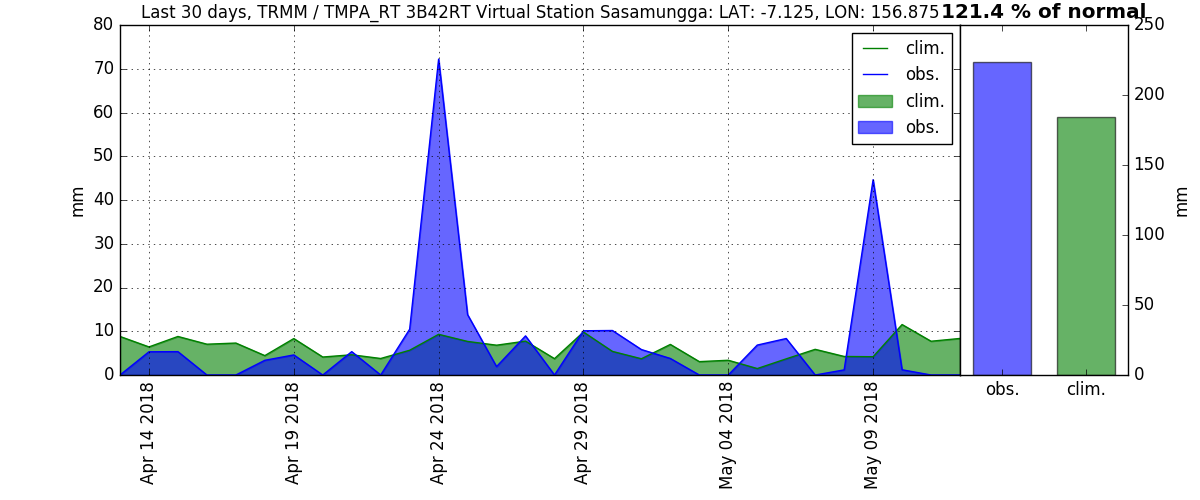 Last 30 days, TRMM / TMPA_RT 3B42RT Virtual Station Sasamungga: LAT: -7.125, LON: 156.875
121.4 % of normal
80
70
60
50
40
30
20
10
0
mm
Apr 14 2018
Apr 19 2018
Apr 24 2018
Apr 29 2018
May 04 2018
May 09 2018
clim.
obs.
clim.
obs.
250
200
150
100
50
0
mm
obs.
clim.